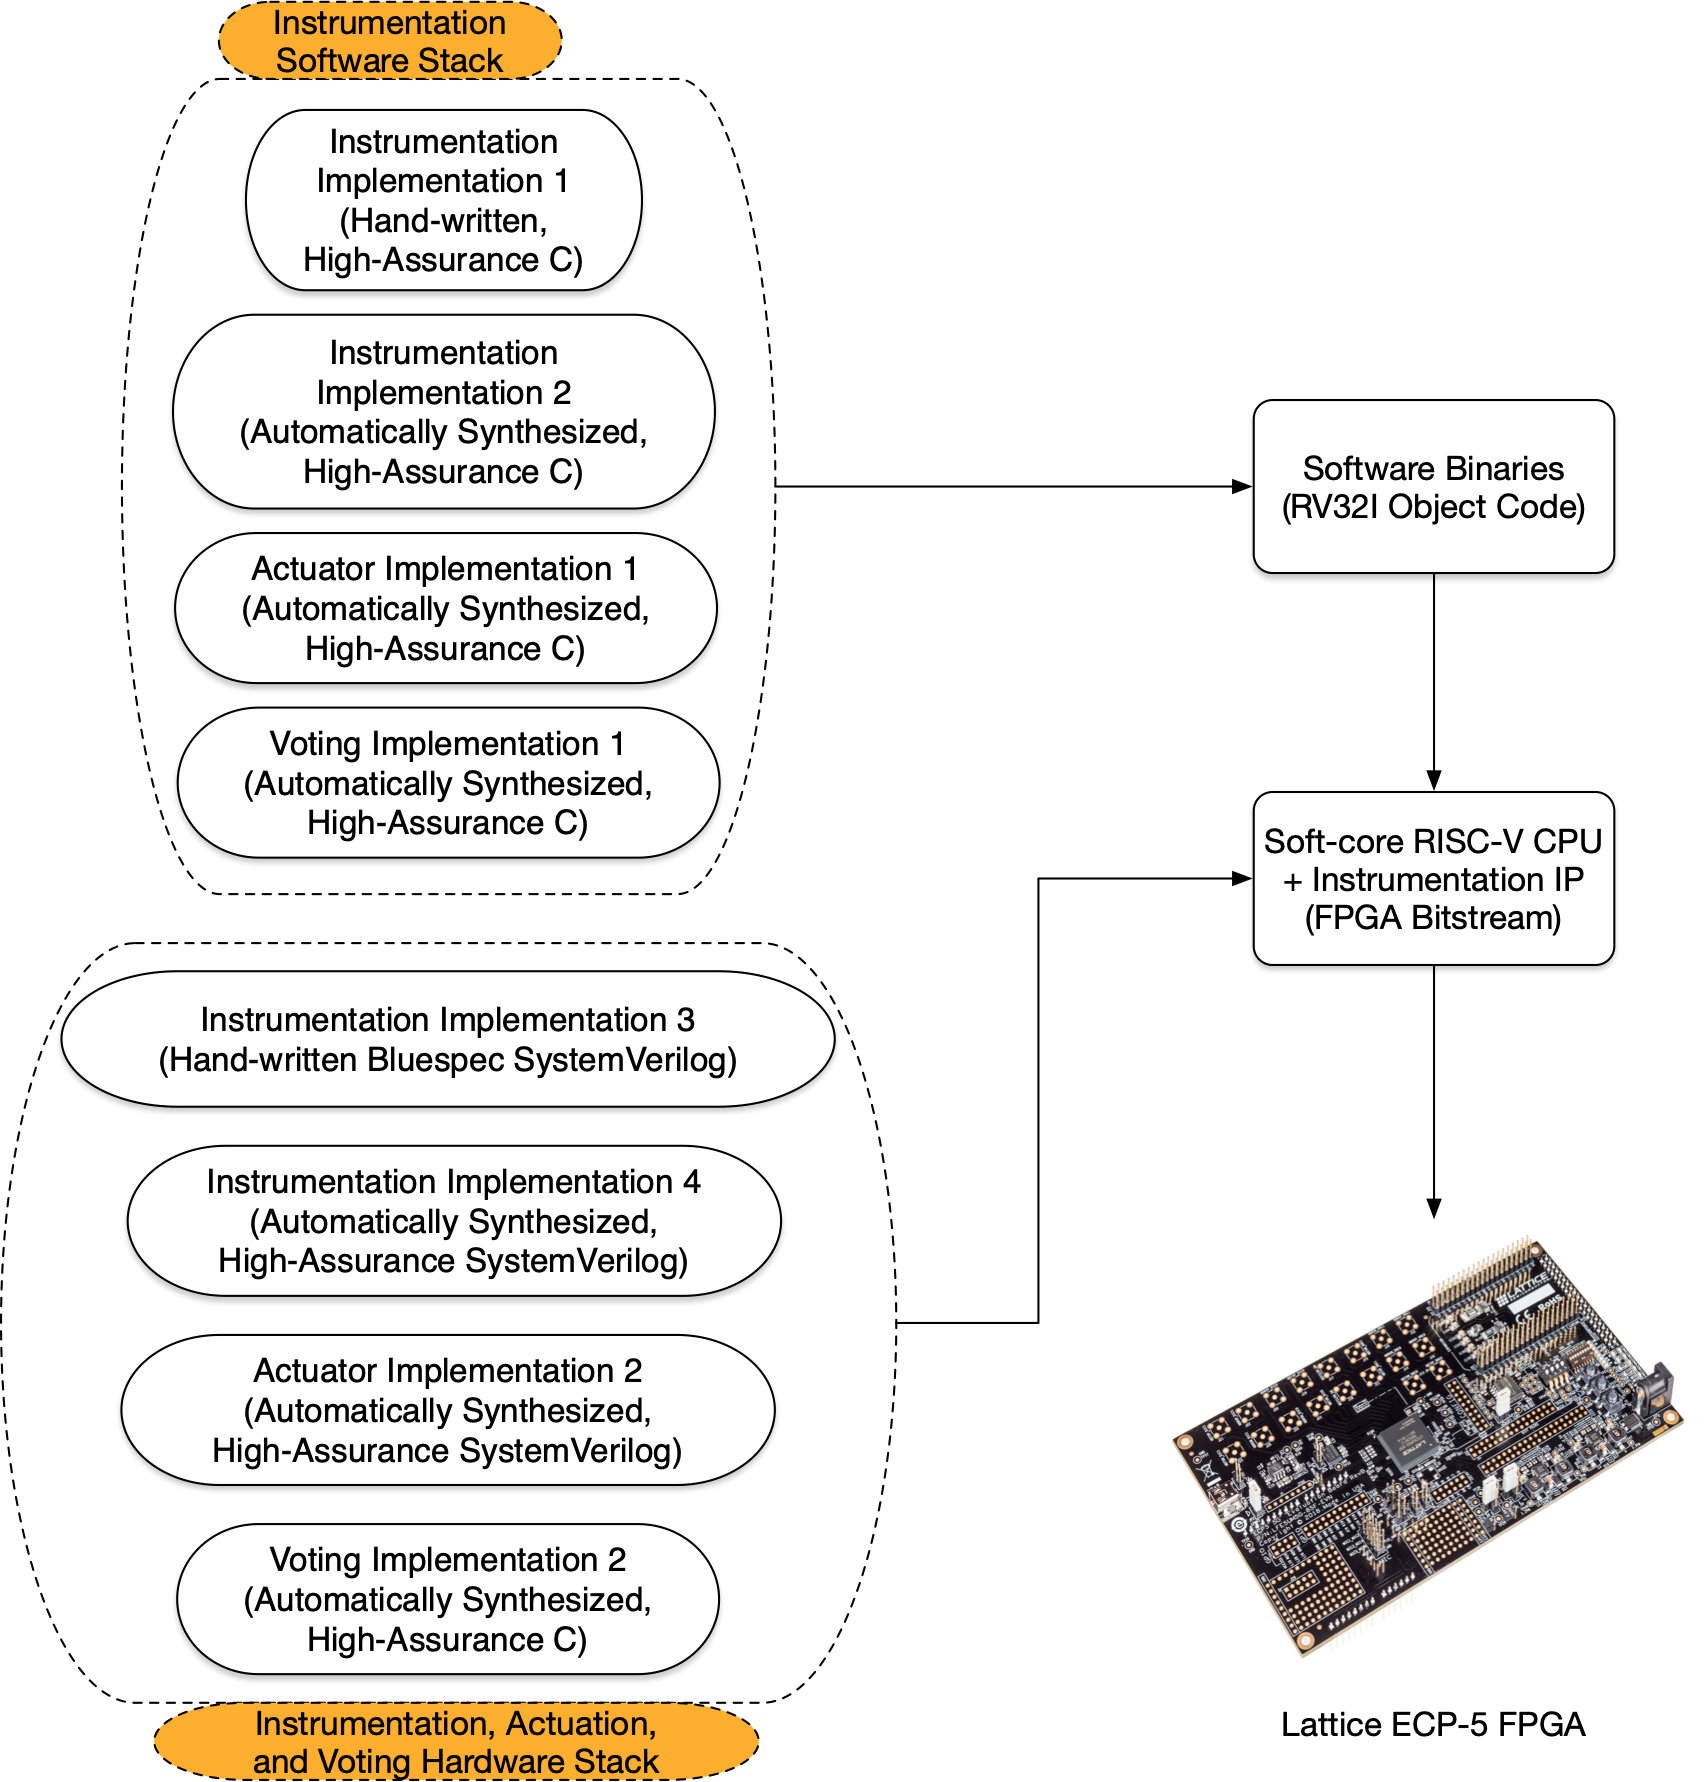 Instrumentation
Software Stack
Instrumentation
Implementation 1
(Hand-written,
High-Assurance C)
Instrumentation
Implementation 2
(Automatically Synthesized,
High-Assurance C)
Actuator Implementation 1
(Automatically Synthesized,
High-Assurance C)
Voting Implementation 1
(Automatically Synthesized,
High-Assurance C)
Instrumentation Implementation 3
(Hand-written Bluespec SystemVerilog)
Instrumentation Implementation 4
(Automatically Synthesized,
High-Assurance SystemVerilog)
Actuator Implementation 2
(Automatically Synthesized,
High-Assurance SystemVerilog)
Voting Implementation 2
(Automatically Synthesized,
High-Assurance C)
Instrumentation, Actuation,
and Voting Hardware Stack
Software Binaries
(RV32I Object Code)
Soft-core RISC-V CPU
+ Instrumentation IP
(FPGA Bitstream)
LATTICE
CE RoHS
Lattice ECP-5 FPGA